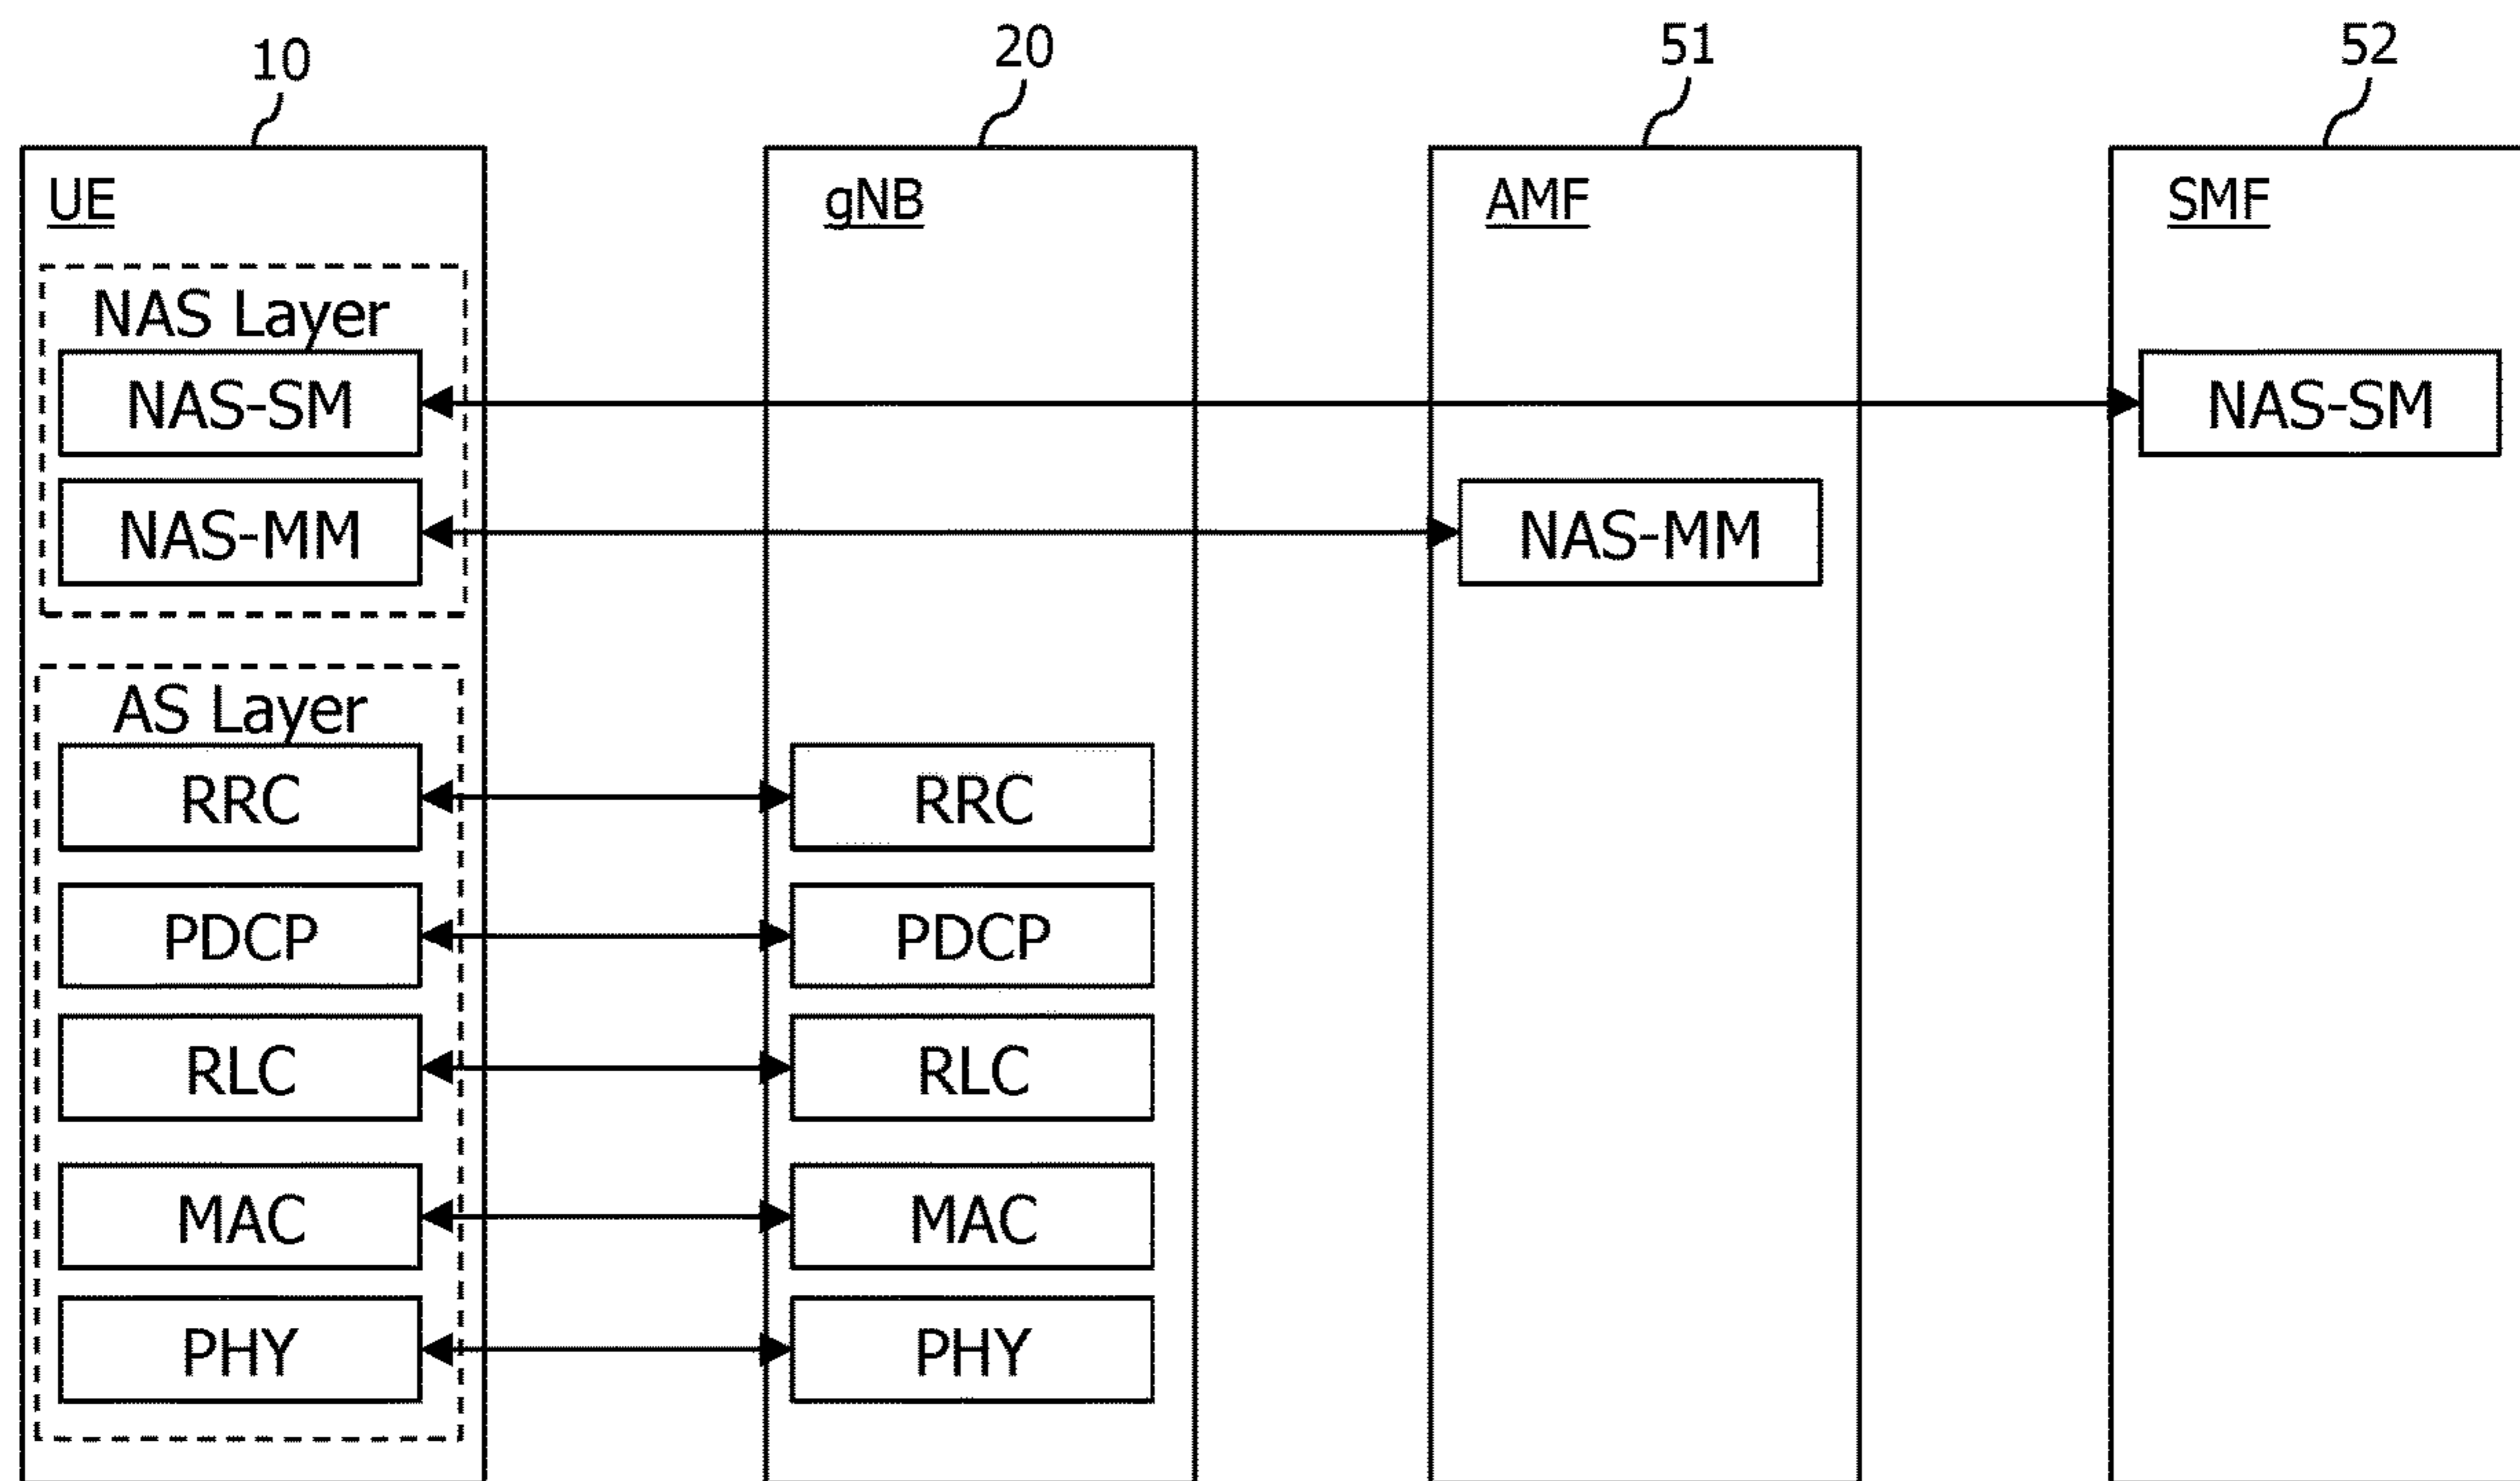 10
20
51
52
UE
gNB
AMF
SMF
NAS Layer
NAS-SM
NAS-SM
NAS-MM
NAS-MM
AS Layer
RRC
RRC
PDCP
PDCP
RLC
RLC
MAC
MAC
PHY
PHY